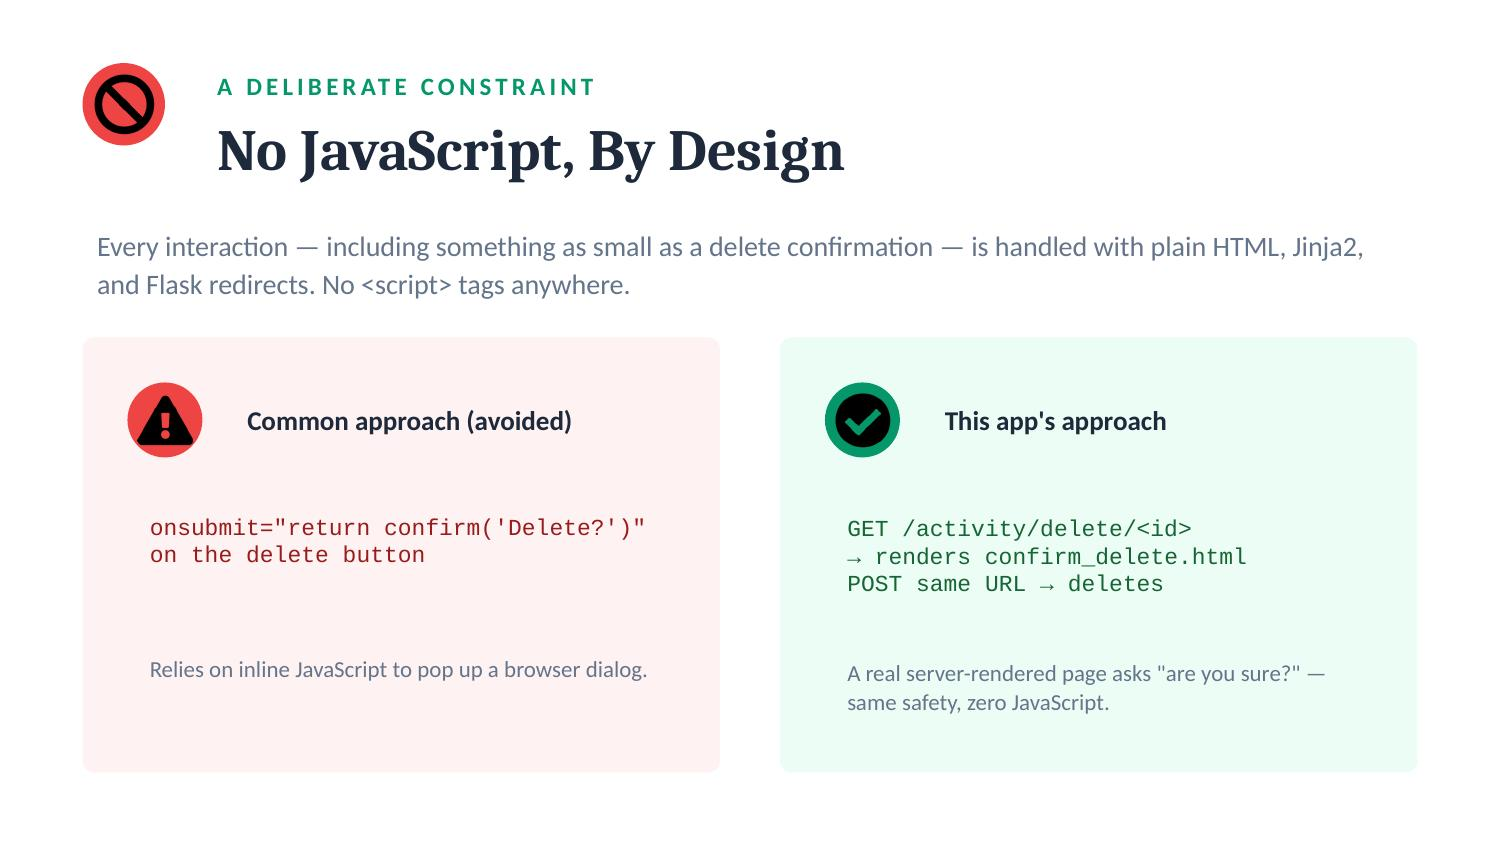 A DELIBERATE CONSTRAINT
No JavaScript, By Design
Every interaction — including something as small as a delete confirmation — is handled with plain HTML, Jinja2,
and Flask redirects. No <script> tags anywhere.
Common approach (avoided)
onsubmit="return confirm('Delete?')"
on the delete button
Relies on inline JavaScript to pop up a browser dialog.
This app's approach
GET /activity/delete/<id>
→ renders confirm_delete.html
POST same URL → deletes
A real server-rendered page asks "are you sure?" —
same safety, zero JavaScript.